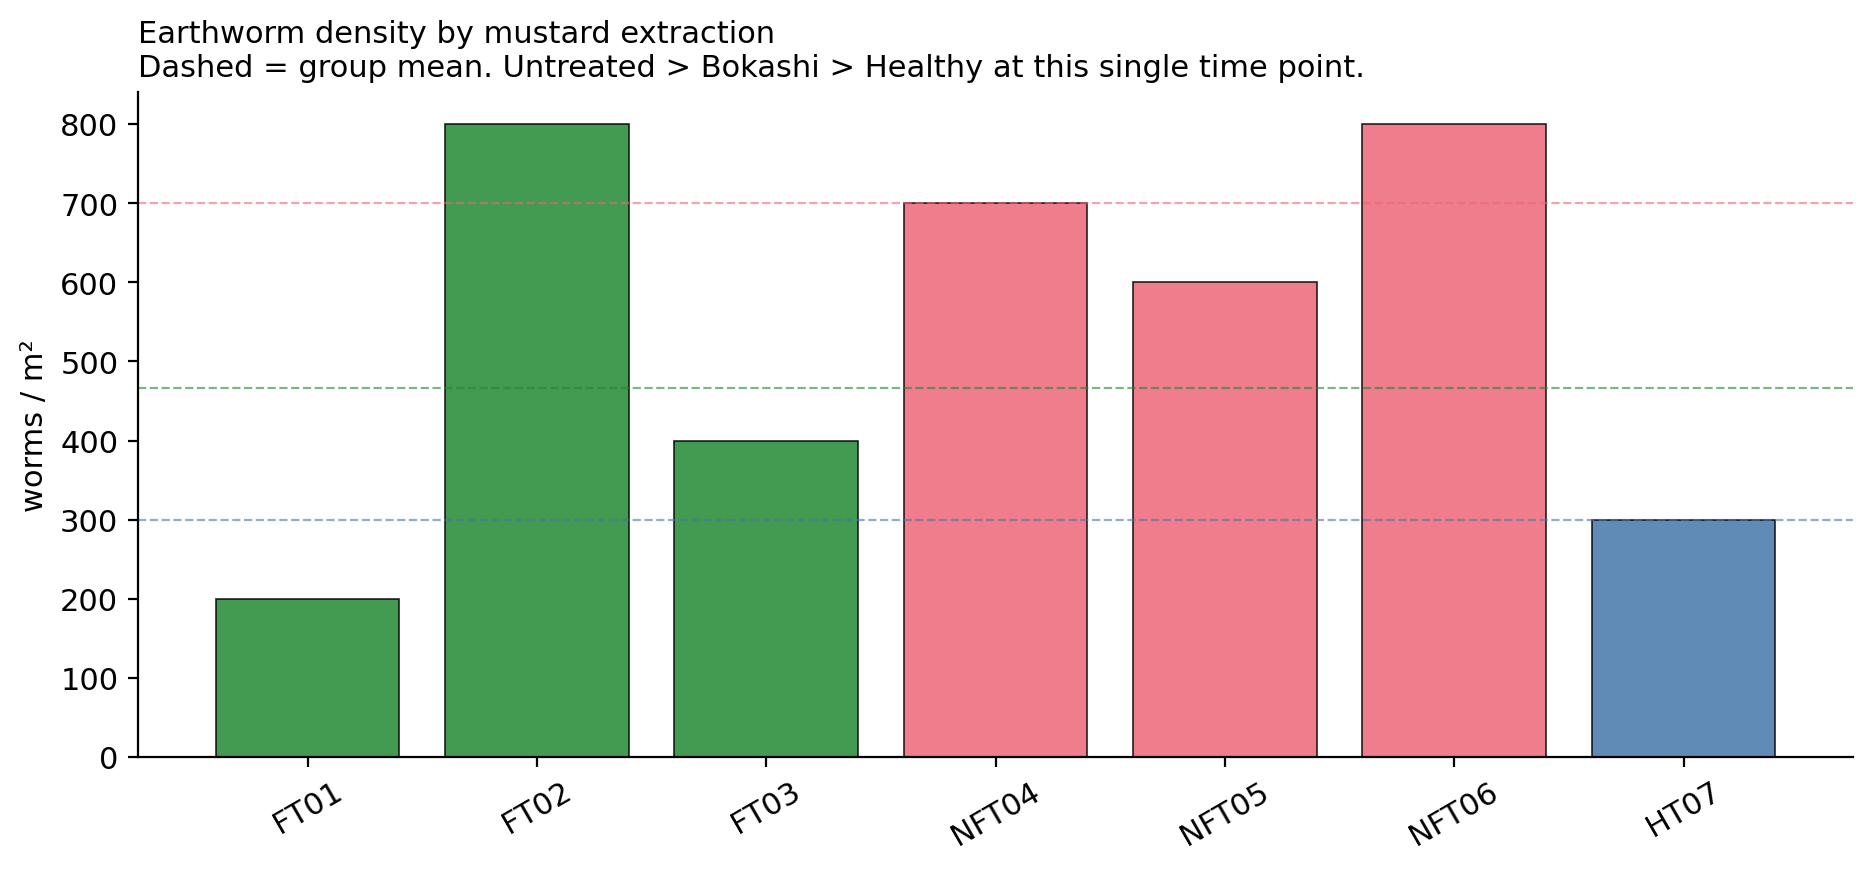 Earthworm density by mustard extraction
Dashed = group mean. Untreated > Bokashi > Healthy at this single time point.
worms / m²
800
700
600
500
400
300
200
100
0
FT01
FT02
FT03
NFT04
NFT05
NFT06
HT07